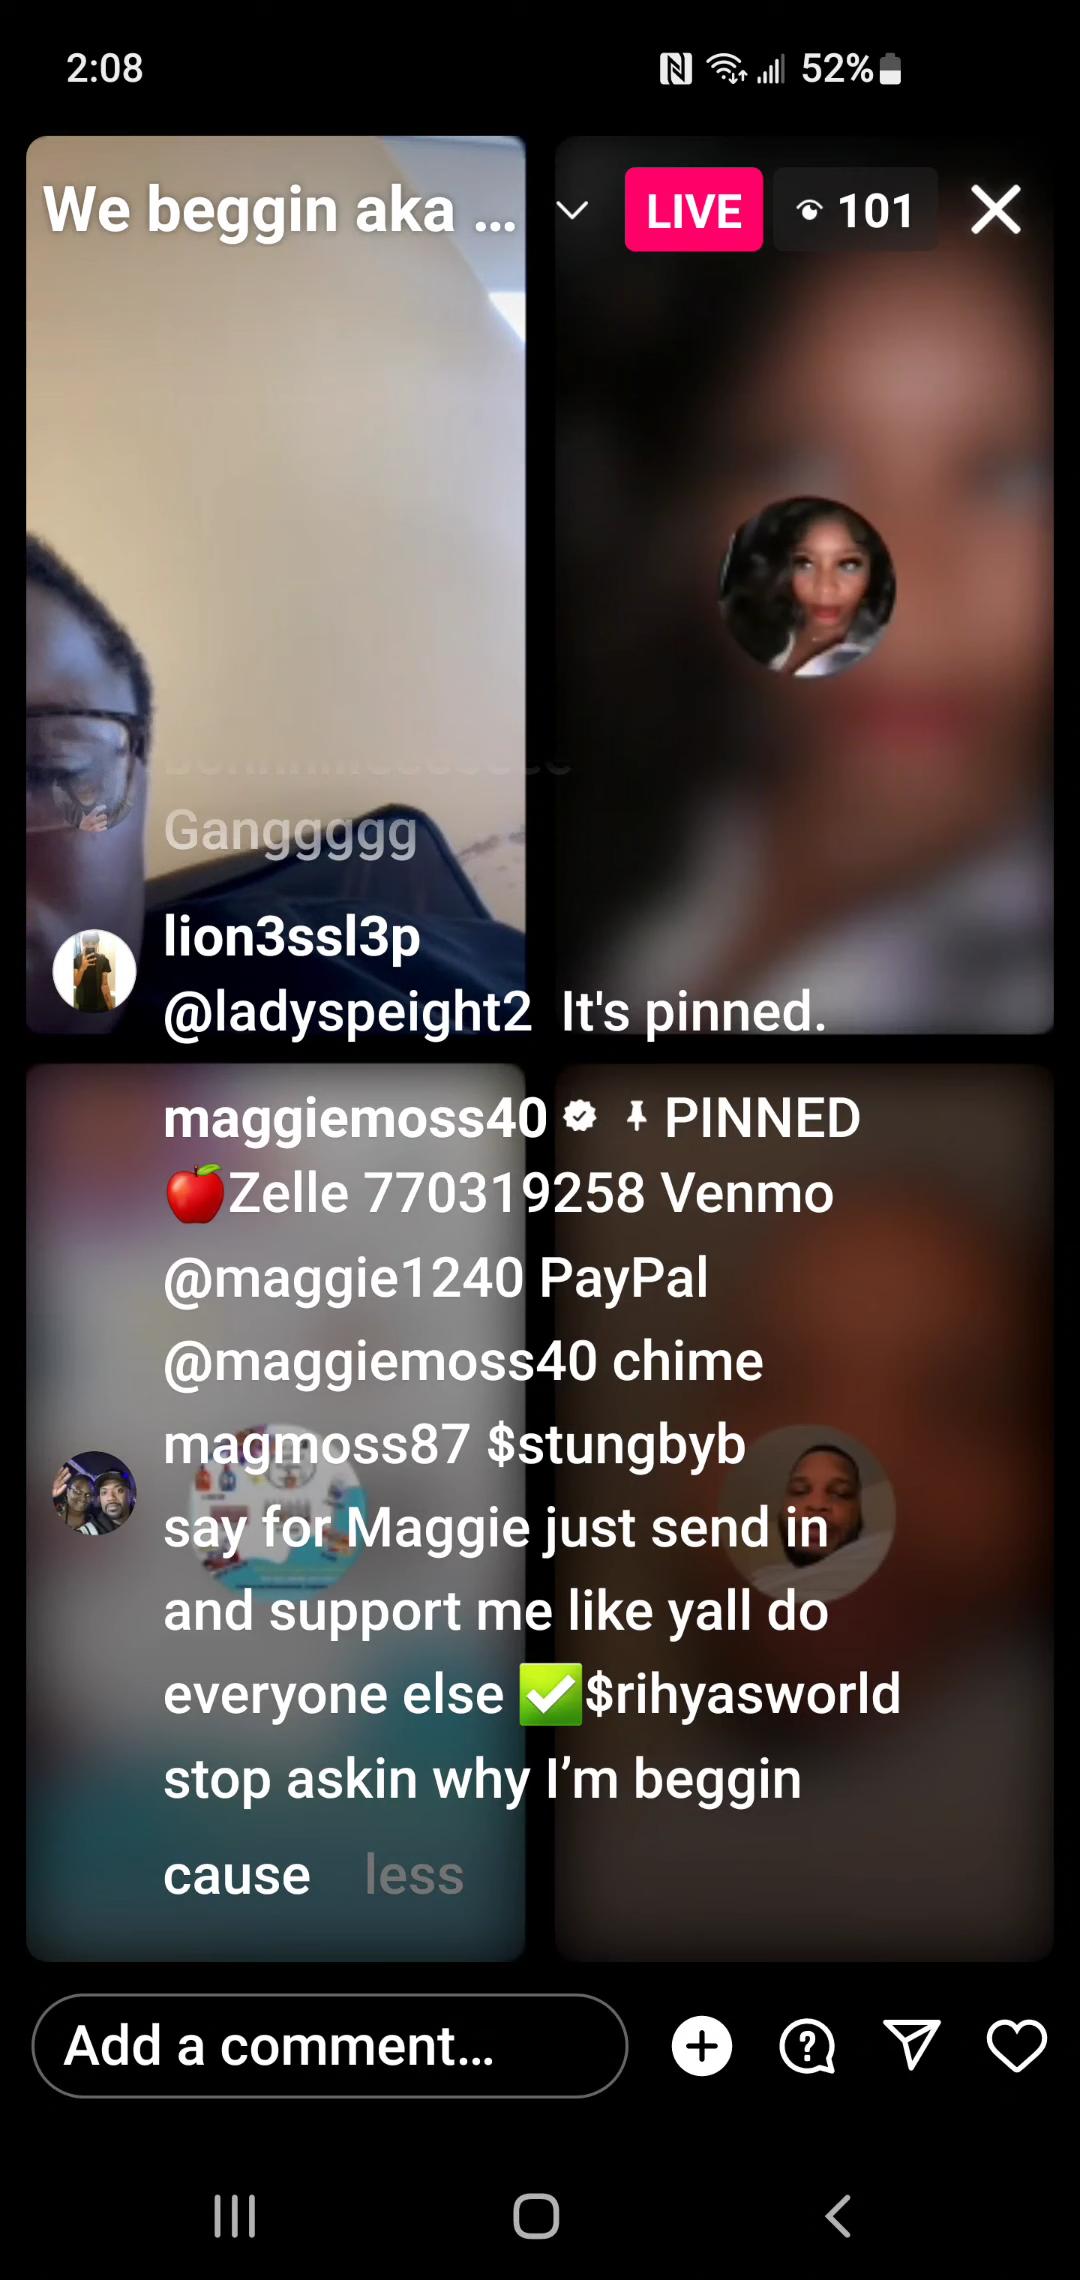 2:08 52%
We beggin aka ... LIVE 101
Ganggggg
lion3ssl3p
@ladyspeight2 It's pinned.
maggiemoss40 PINNED
🍎Zelle 770319258 Venmo
@maggie1240 PayPal
@maggiemoss40 chime
magmoss87 $stungbyb
say for Maggie just send in
and support me like yall do
everyone else ✅$rihyasworld
stop askin why I’m beggin
cause less
Add a comment...